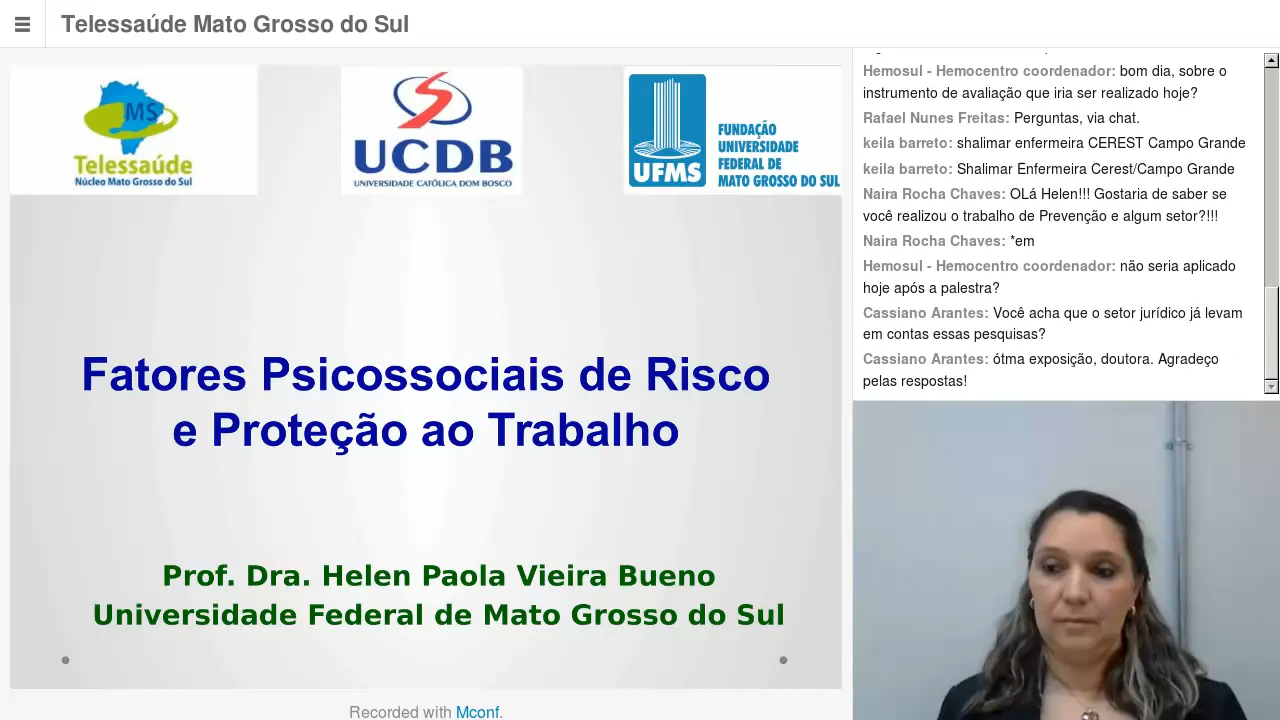 Telessaúde Mato Grosso do Sul
MS
Telessaúde
Núcleo Mato Grosso do Sul
UCDB
UNIVERSIDADE CATÓLICA DOM BOSCO
UFMS
FUNDAÇÃO
UNIVERSIDADE
FEDERAL DE
MATO GROSSO DO SUL
Fatores Psicossociais de Risco
e Proteção ao Trabalho
Prof. Dra. Helen Paola Vieira Bueno
Universidade Federal de Mato Grosso do Sul
Recorded with Mconf.
Hemosul - Hemocentro coordenador: bom dia, sobre o
instrumento de avaliação que iria ser realizado hoje?
Rafael Nunes Freitas: Perguntas, via chat.
keila barreto: shalimar enfermeira CEREST Campo Grande
keila barreto: Shalimar Enfermeira Cerest/Campo Grande
Naira Rocha Chaves: OLá Helen!!! Gostaria de saber se
você realizou o trabalho de Prevenção e algum setor?!!!
Naira Rocha Chaves: *em
Hemosul - Hemocentro coordenador: não seria aplicado
hoje após a palestra?
Cassiano Arantes: Você acha que o setor jurídico já levam
em contas essas pesquisas?
Cassiano Arantes: ótma exposição, doutora. Agradeço
pelas respostas!